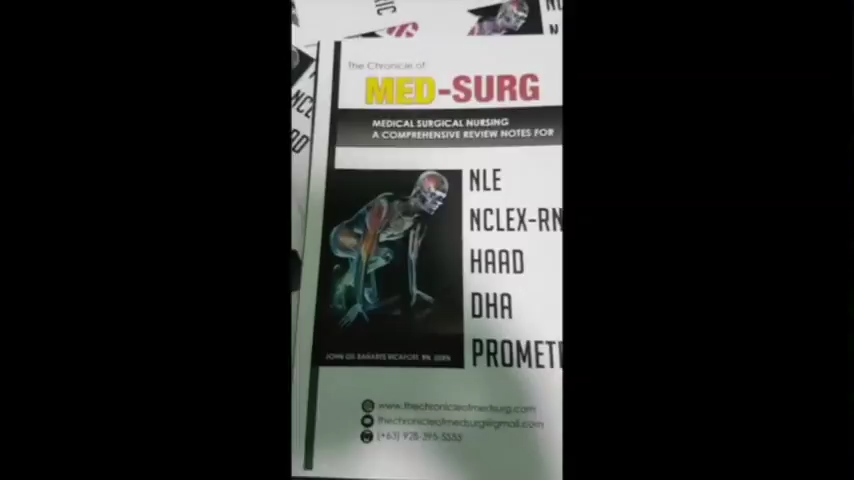 The Chronicle of
MED-SURG
MEDICAL SURGICAL NURSING
A COMPREHENSIVE REVIEW NOTES FOR
NLE
NCLEX-RN
HAAD
DHA
PROMET
www.thechronicleofmedsurg.com
thechronicleofmedsurg@gmail.com